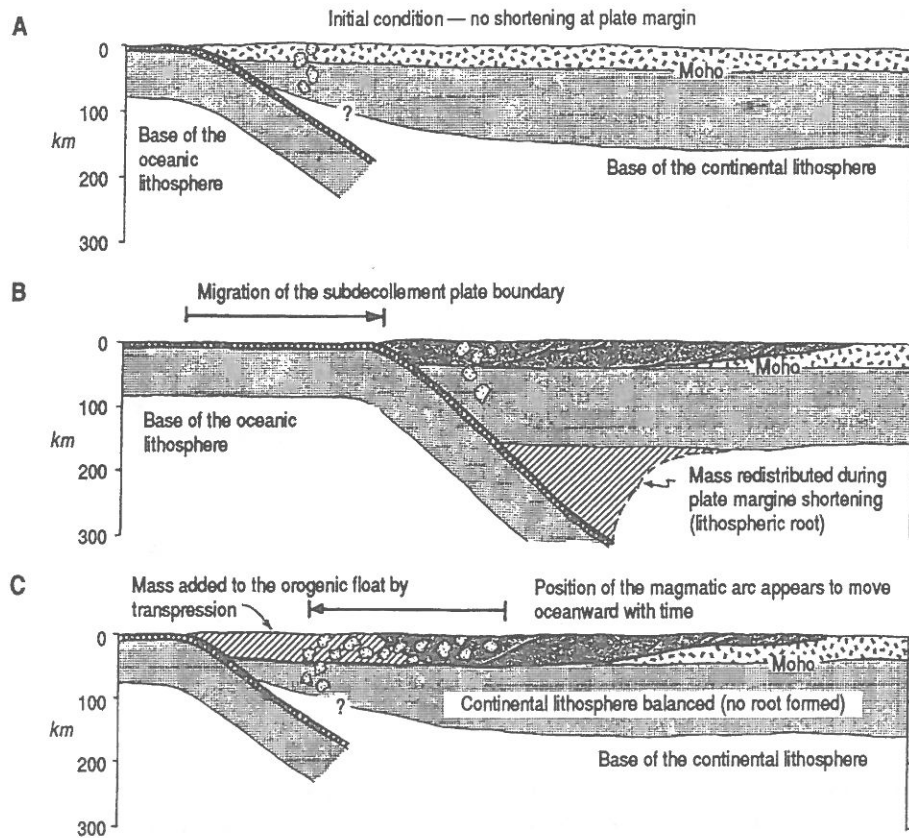 A
Initial condition — no shortening at plate margin
0
100
km
200
300
Moho
?
Base of the
oceanic
lithosphere
Base of the continental lithosphere
B
Migration of the subdecollement plate boundary
0
100
km
200
300
Moho
Base of the oceanic
lithosphere
Mass redistributed during
plate margine shortening
(lithospheric root)
C
Mass added to the orogenic float by
transpression
Position of the magmatic arc appears to move
oceanward with time
0
100
km
200
300
Moho
?
Continental lithosphere balanced (no root formed)
Base of the continental lithosphere